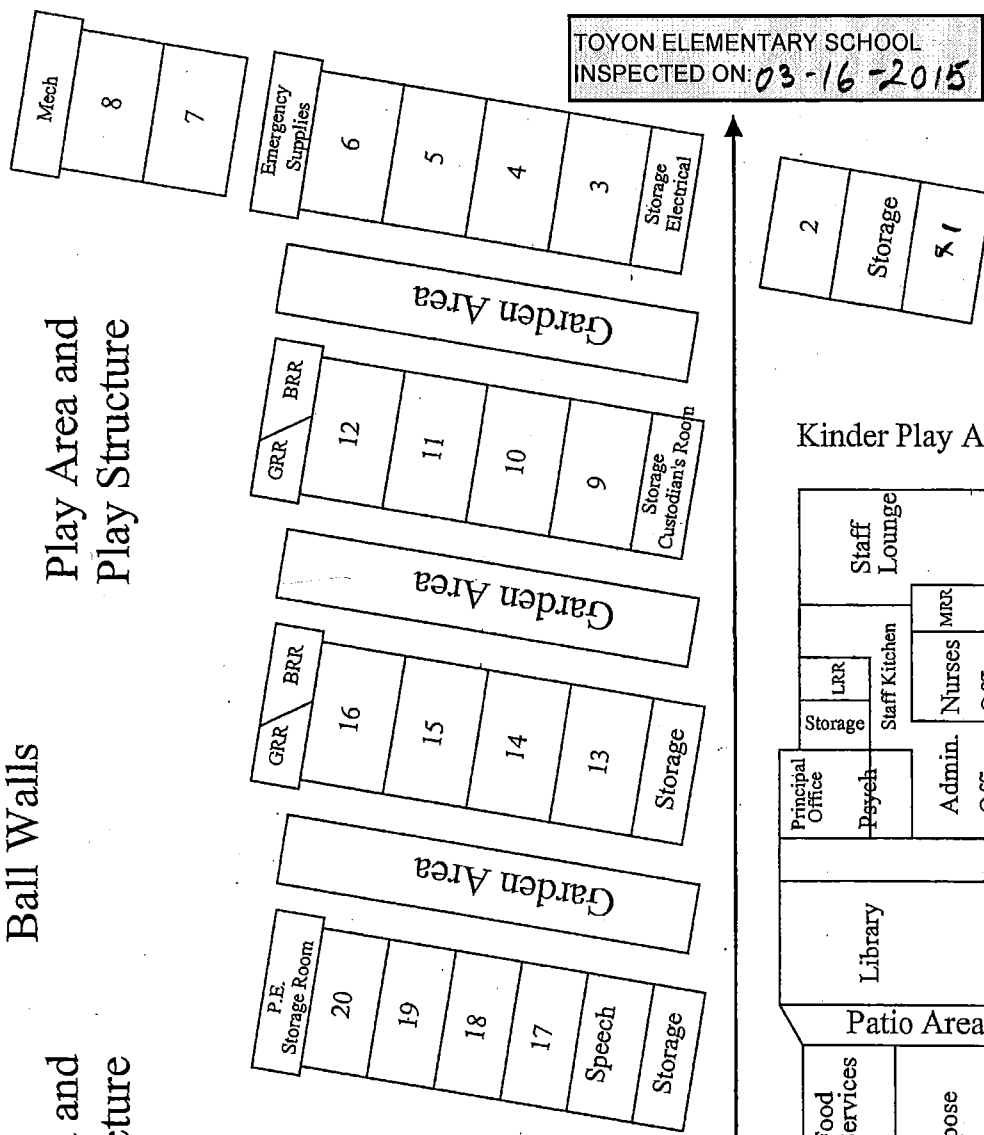 TOYON ELEMENTARY SCHOOL
INSPECTED ON: 03-16-2015
Mech
8
7
Emergency
Supplies
6
5
4
3
Storage
Electrical
2
Storage
Garden Area
Play Area and
Play Structure
GRR
BRR
12
11
10
9
Storage
Custodian's Room
Kinder Play A
Garden Area
Staff
Lounge
MRR
LRR
Staff Kitchen
Nurses
Storage
GRR
BRR
16
15
14
13
Storage
Principal
Office
Psych
Admin.
Ball Walls
Garden Area
Library
P.E.
Storage Room
20
19
18
17
Speech
Storage
Patio Area
and
cture
ood
ervices
pose